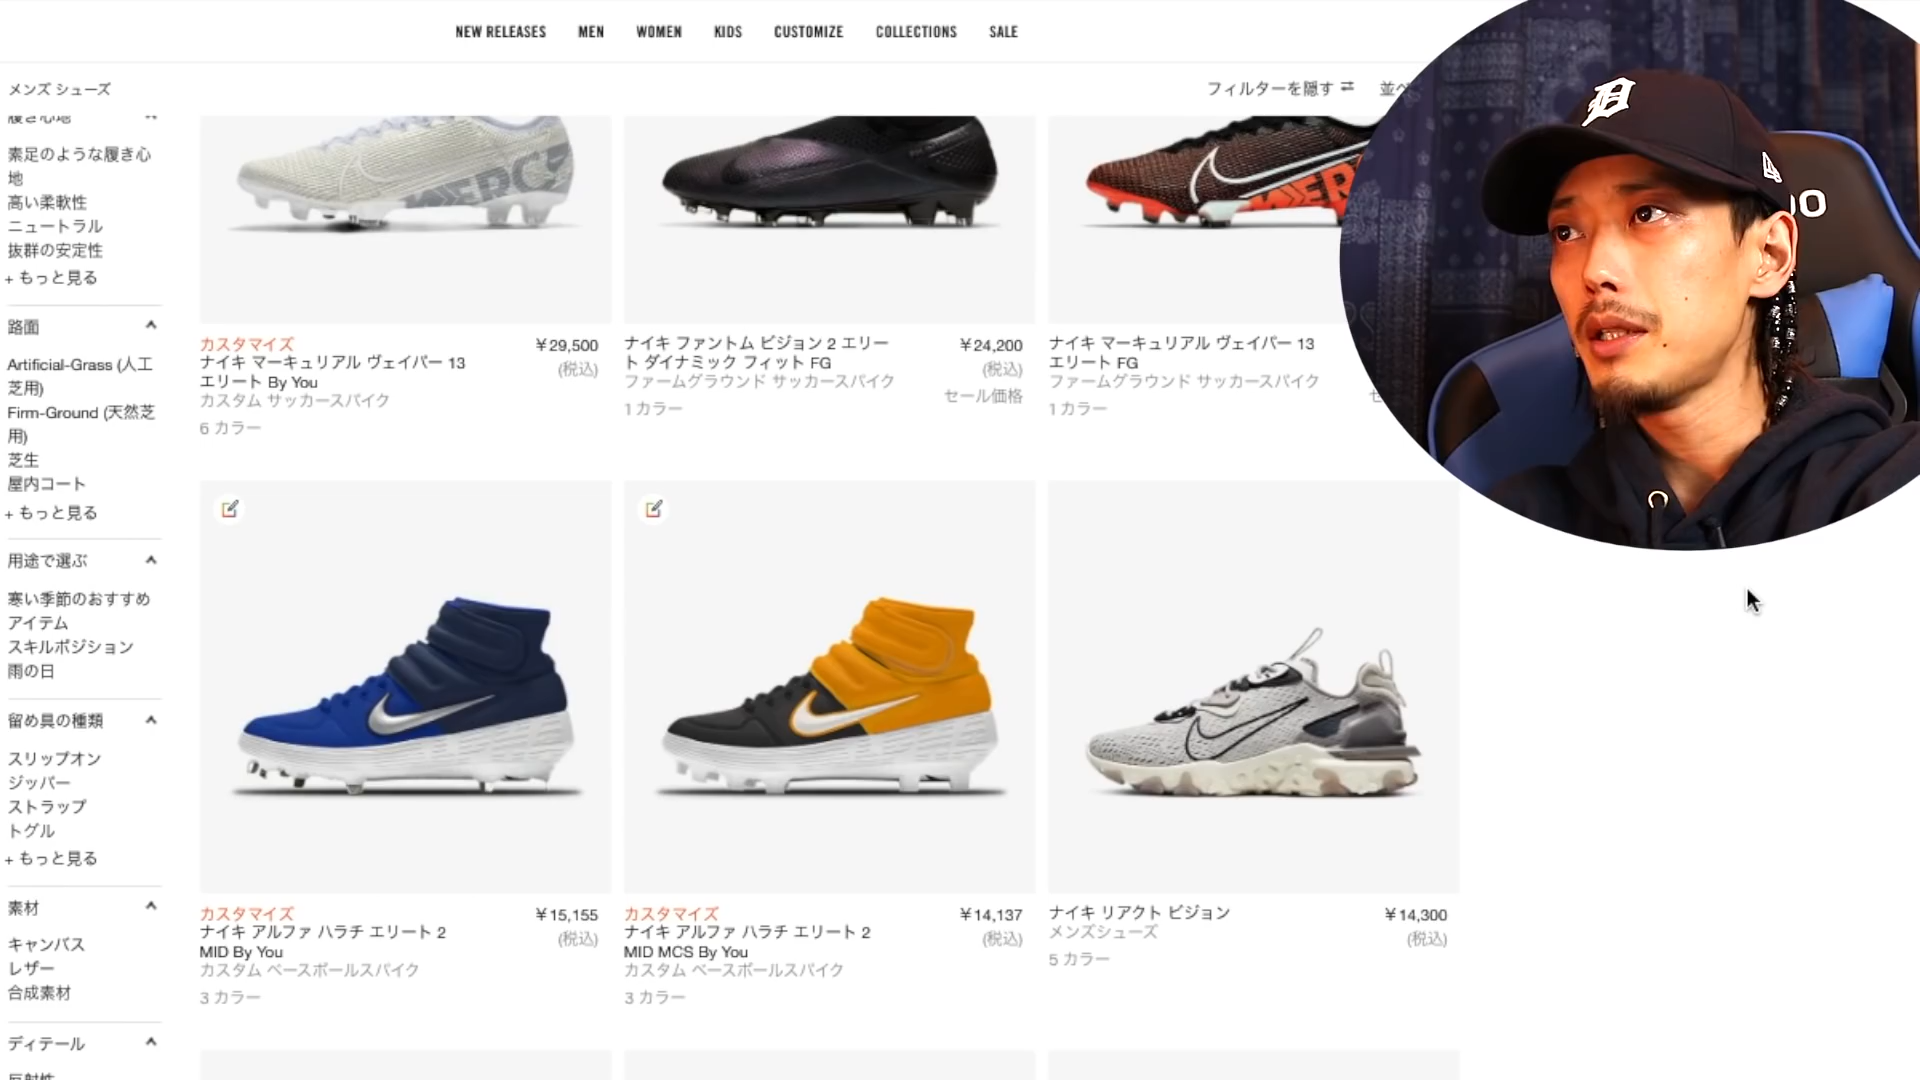 NEW RELEASES MEN WOMEN KIDS CUSTOMIZE COLLECTIONS SALE
メンズ シューズ
フィルターを隠す
並べ
履き心地
素足のような履き心
地
高い柔軟性
ニュートラル
抜群の安定性
+ もっと見る
路面
Artificial-Grass (人工
芝用)
Firm-Ground (天然芝
用)
芝生
屋内コート
+ もっと見る
用途で選ぶ
寒い季節のおすすめ
アイテム
スキルポジション
雨の日
留め具の種類
スリップオン
ジッパー
ストラップ
トグル
+ もっと見る
素材
キャンバス
レザー
合成素材
ディテール
反射性
カスタマイズ
ナイキ マーキュリアル ヴェイパー 13
エリート By You
カスタム サッカースパイク
6 カラー
￥29,500
(税込)
ナイキ ファントム ビジョン 2 エリー
ト ダイナミック フィット FG
ファームグラウンド サッカースパイク
1 カラー
￥24,200
(税込)
セール価格
ナイキ マーキュリアル ヴェイパー 13
エリート FG
ファームグラウンド サッカースパイク
1 カラー
セ
カスタマイズ
ナイキ アルファ ハラチ エリート 2
MID By You
カスタム ベースボールスパイク
3 カラー
￥15,155
(税込)
カスタマイズ
ナイキ アルファ ハラチ エリート 2
MID MCS By You
カスタム ベースボールスパイク
3 カラー
￥14,137
(税込)
ナイキ リアクト ビジョン
メンズシューズ
5 カラー
￥14,300
(税込)